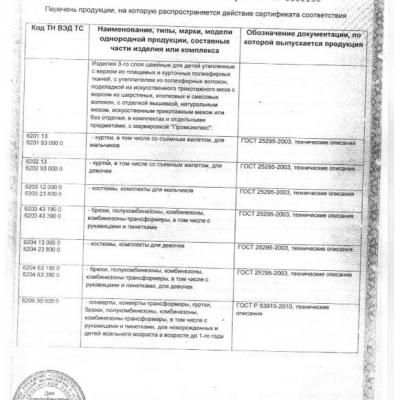 Перечень продукции, на которую распространяется действие сертификата соответствия
Код ТН ВЭД ТС
Наименование, типы, марки, модели
однородной продукции, составные
части изделия или комплекса
Обозначение документации, по
которой выпускается продукция
Изделия 3-го слоя швейные для детей утепленные
с верхом из плащевых и курточных полиэфирных
тканей, с утеплителем из полиэфирных волокон,
подкладкой из искусственного трикотажного меха с
ворсом из шерстяных, хлопковых и смесовых
волокон, с отделкой вышивкой, натуральным
мехом, искусственным трикотажным мехом или
без отделки, в комплектах и отдельными
предметами, с маркировкой "Промсинтекс":
6201 13
6201 93 000 0
- куртки, в том числе со съемным жилетом, для
мальчиков
ГОСТ 25295-2003, технические описания
6202 13
6202 93 000 0
- куртки, в том числе со съемным жилетом, для
девочек
ГОСТ 25295-2003, технические описания
6203 12 000 0
6203 23 800 0
- костюмы, комплекты для мальчиков
ГОСТ 25295-2003, технические описания
6203 43 190 0
6203 43 390 0
- брюки, полукомбинезоны, комбинезоны,
комбинезоны-трансформеры, в том числе с
рукавицами и пинетками
ГОСТ 25295-2003, технические описания
6204 13 000 0
6204 23 800 0
- костюмы, комплекты для девочек
ГОСТ 25295-2003, технические описания
6204 63 180 0
6204 63 390 0
- брюки, полукомбинезоны, комбинезоны,
комбинезоны-трансформеры, в том числе с
рукавицами и пинетками, для девочек
ГОСТ 25295-2003, технические описания
6209 30 000 0
- конверты, конверты-трансформеры, куртки,
брюки, полукомбинезоны, комбинезоны,
комбинезоны-трансформеры, в том числе с
рукавицами и пинетками, для новорожденных и
детей ясельного возраста в возрасте до 1-го года
ГОСТ Р 53915-2010, технические
описания
Для